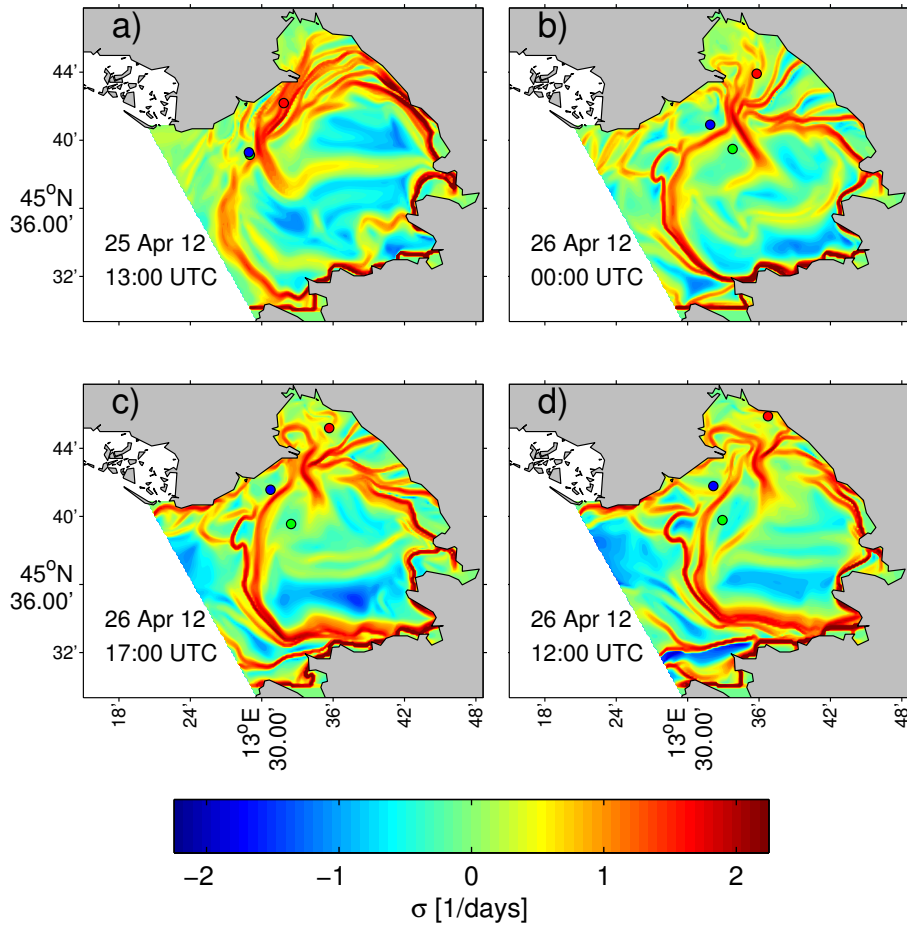 a)
b)
44'
40'
45°N
36.00'
32'
25 Apr 12
13:00 UTC
26 Apr 12
00:00 UTC
c)
d)
44'
40'
45°N
36.00'
32'
26 Apr 12
17:00 UTC
26 Apr 12
12:00 UTC
18'
24'
13°E
30.00'
36'
42'
48'
18'
24'
13°E
30.00'
36'
42'
48'
−2
−1
0
1
2
σ [1/days]